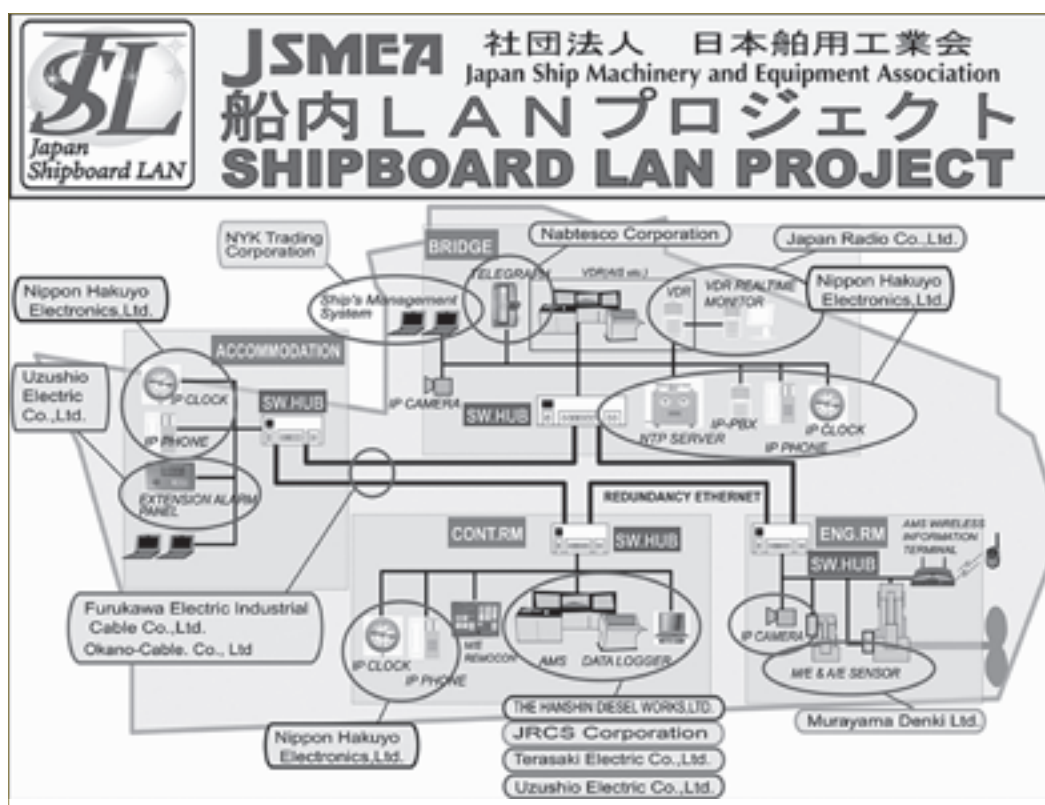 JSL
Japan
Shipboard LAN
JSMEA 社団法人 日本舶用工業会
Japan Ship Machinery and Equipment Association
船内LANプロジェクト
SHIPBOARD LAN PROJECT
NYK Trading
Corporation
BRIDGE
Nabtesco Corporation
Japan Radio Co.,Ltd.
TELEGRAPH
VDR(AIS etc.)
Ship's Management
System
VDR
VDR REALTIME
MONITOR
Nippon Hakuyo
Electronics,Ltd.
Nippon Hakuyo
Electronics,Ltd.
ACCOMMODATION
Uzushio
Electric
Co.,Ltd.
IP CLOCK
SW.HUB
IP PHONE
IP CAMERA
SW.HUB
NTP SERVER
IP-PBX
IP PHONE
IP CLOCK
EXTENSION ALARM
PANEL
REDUNDANCY ETHERNET
CONT.RM
SW.HUB
ENG.RM
SW.HUB
AMS WIRELESS
INFORMATION
TERMINAL
Furukawa Electric Industrial
Cable Co.,Ltd.
Okano-Cable. Co., Ltd
IP CLOCK
IP PHONE
M/E
REMOCON
AMS
DATA LOGGER
IP CAMERA
M/E & A/E SENSOR
THE HANSHIN DIESEL WORKS,LTD.
JRCS Corporation
Terasaki Electric Co.,Ltd.
Uzushio Electric Co.,Ltd.
Murayama Denki Ltd.
Nippon Hakuyo
Electronics,Ltd.